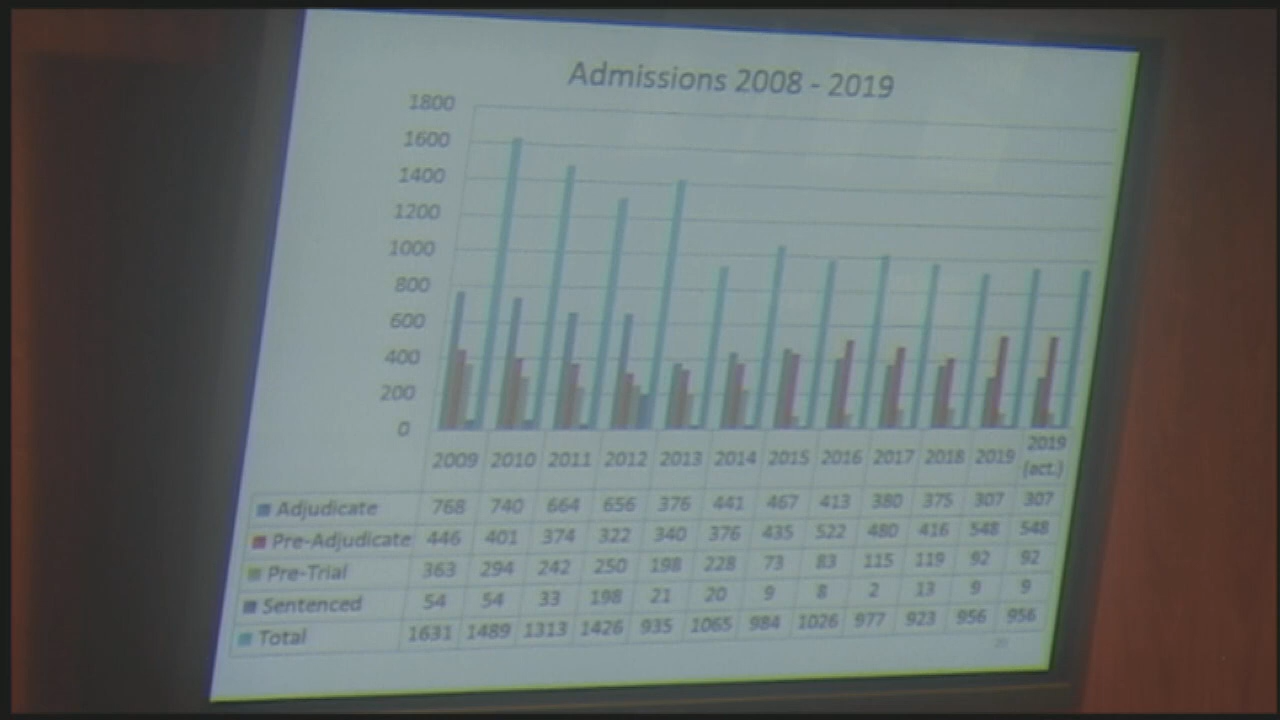 Admissions 2008 - 2019
1800
1600
1400
1200
1000
800
600
400
200
0
2009 2010 2011 2012 2013 2014 2015 2016 2017 2018 2019 2019 (act.)
Adjudicate 768 740 664 656 376 441 467 413 380 375 307 307
Pre-Adjudicate 446 401 374 322 340 376 435 522 480 416 548 548
Pre-Trial 363 294 242 250 198 228 73 83 115 119 92 92
Sentenced 54 54 33 198 21 20 9 8 2 13 9 9
Total 1631 1489 1313 1426 935 1065 984 1026 977 923 956 956